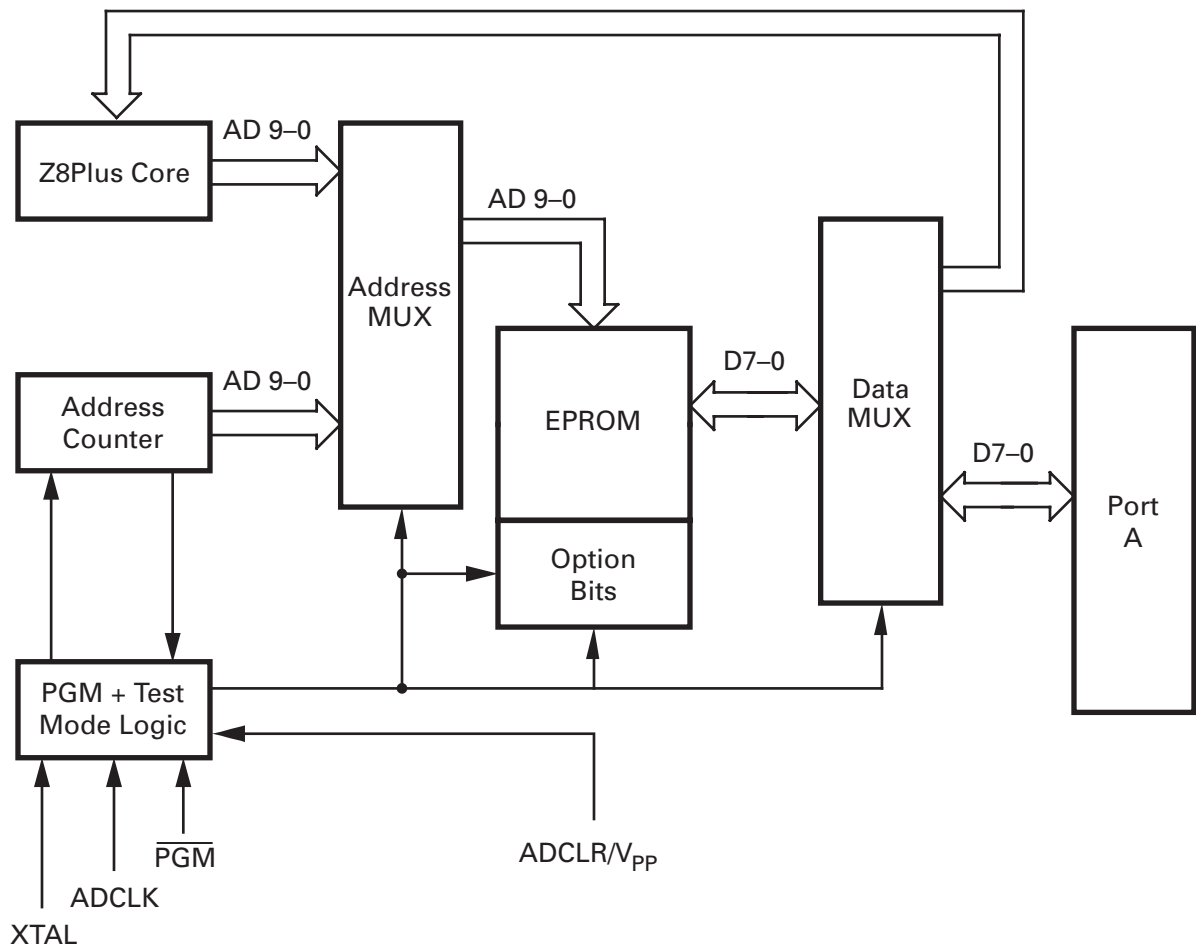 Z8Plus Core
AD 9–0
Address
MUX
AD 9–0
Address
Counter
AD 9–0
EPROM
Option
Bits
D7–0
Data
MUX
D7–0
Port
A
PGM + Test
Mode Logic
XTAL
ADCLK
PGM
ADCLR/VPP